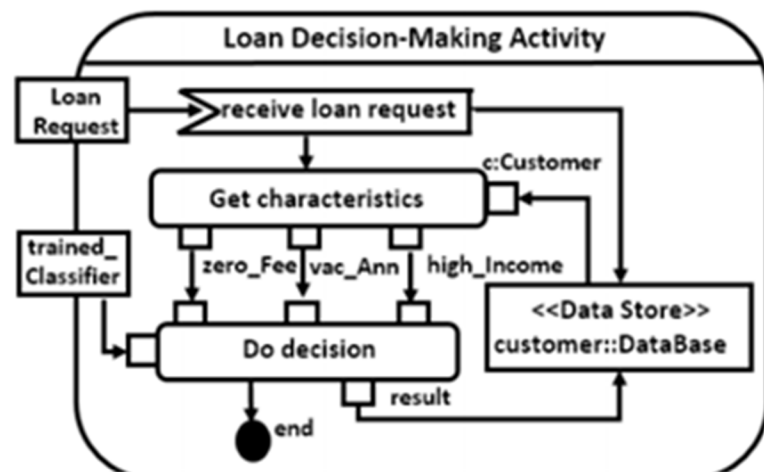 Loan Decision-Making Activity
Loan
Request
receive loan request
c:Customer
Get characteristics
trained_
Classifier
zero_Fee
vac_Ann
high_Income
<<Data Store>>
customer::DataBase
Do decision
result
end